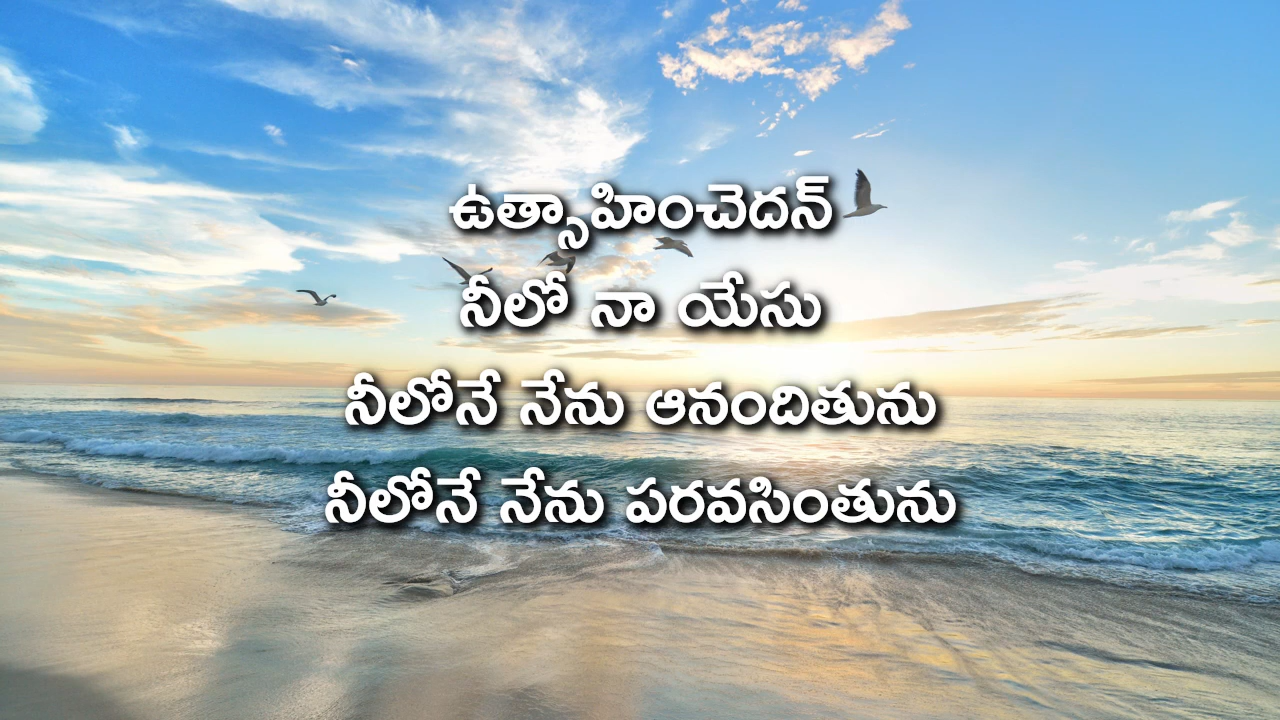 ఉత్సాహించెదన్
నీలో నా యేసు
నీలోనే నేను ఆనందితును
నీలోనే నేను పరవసింతును